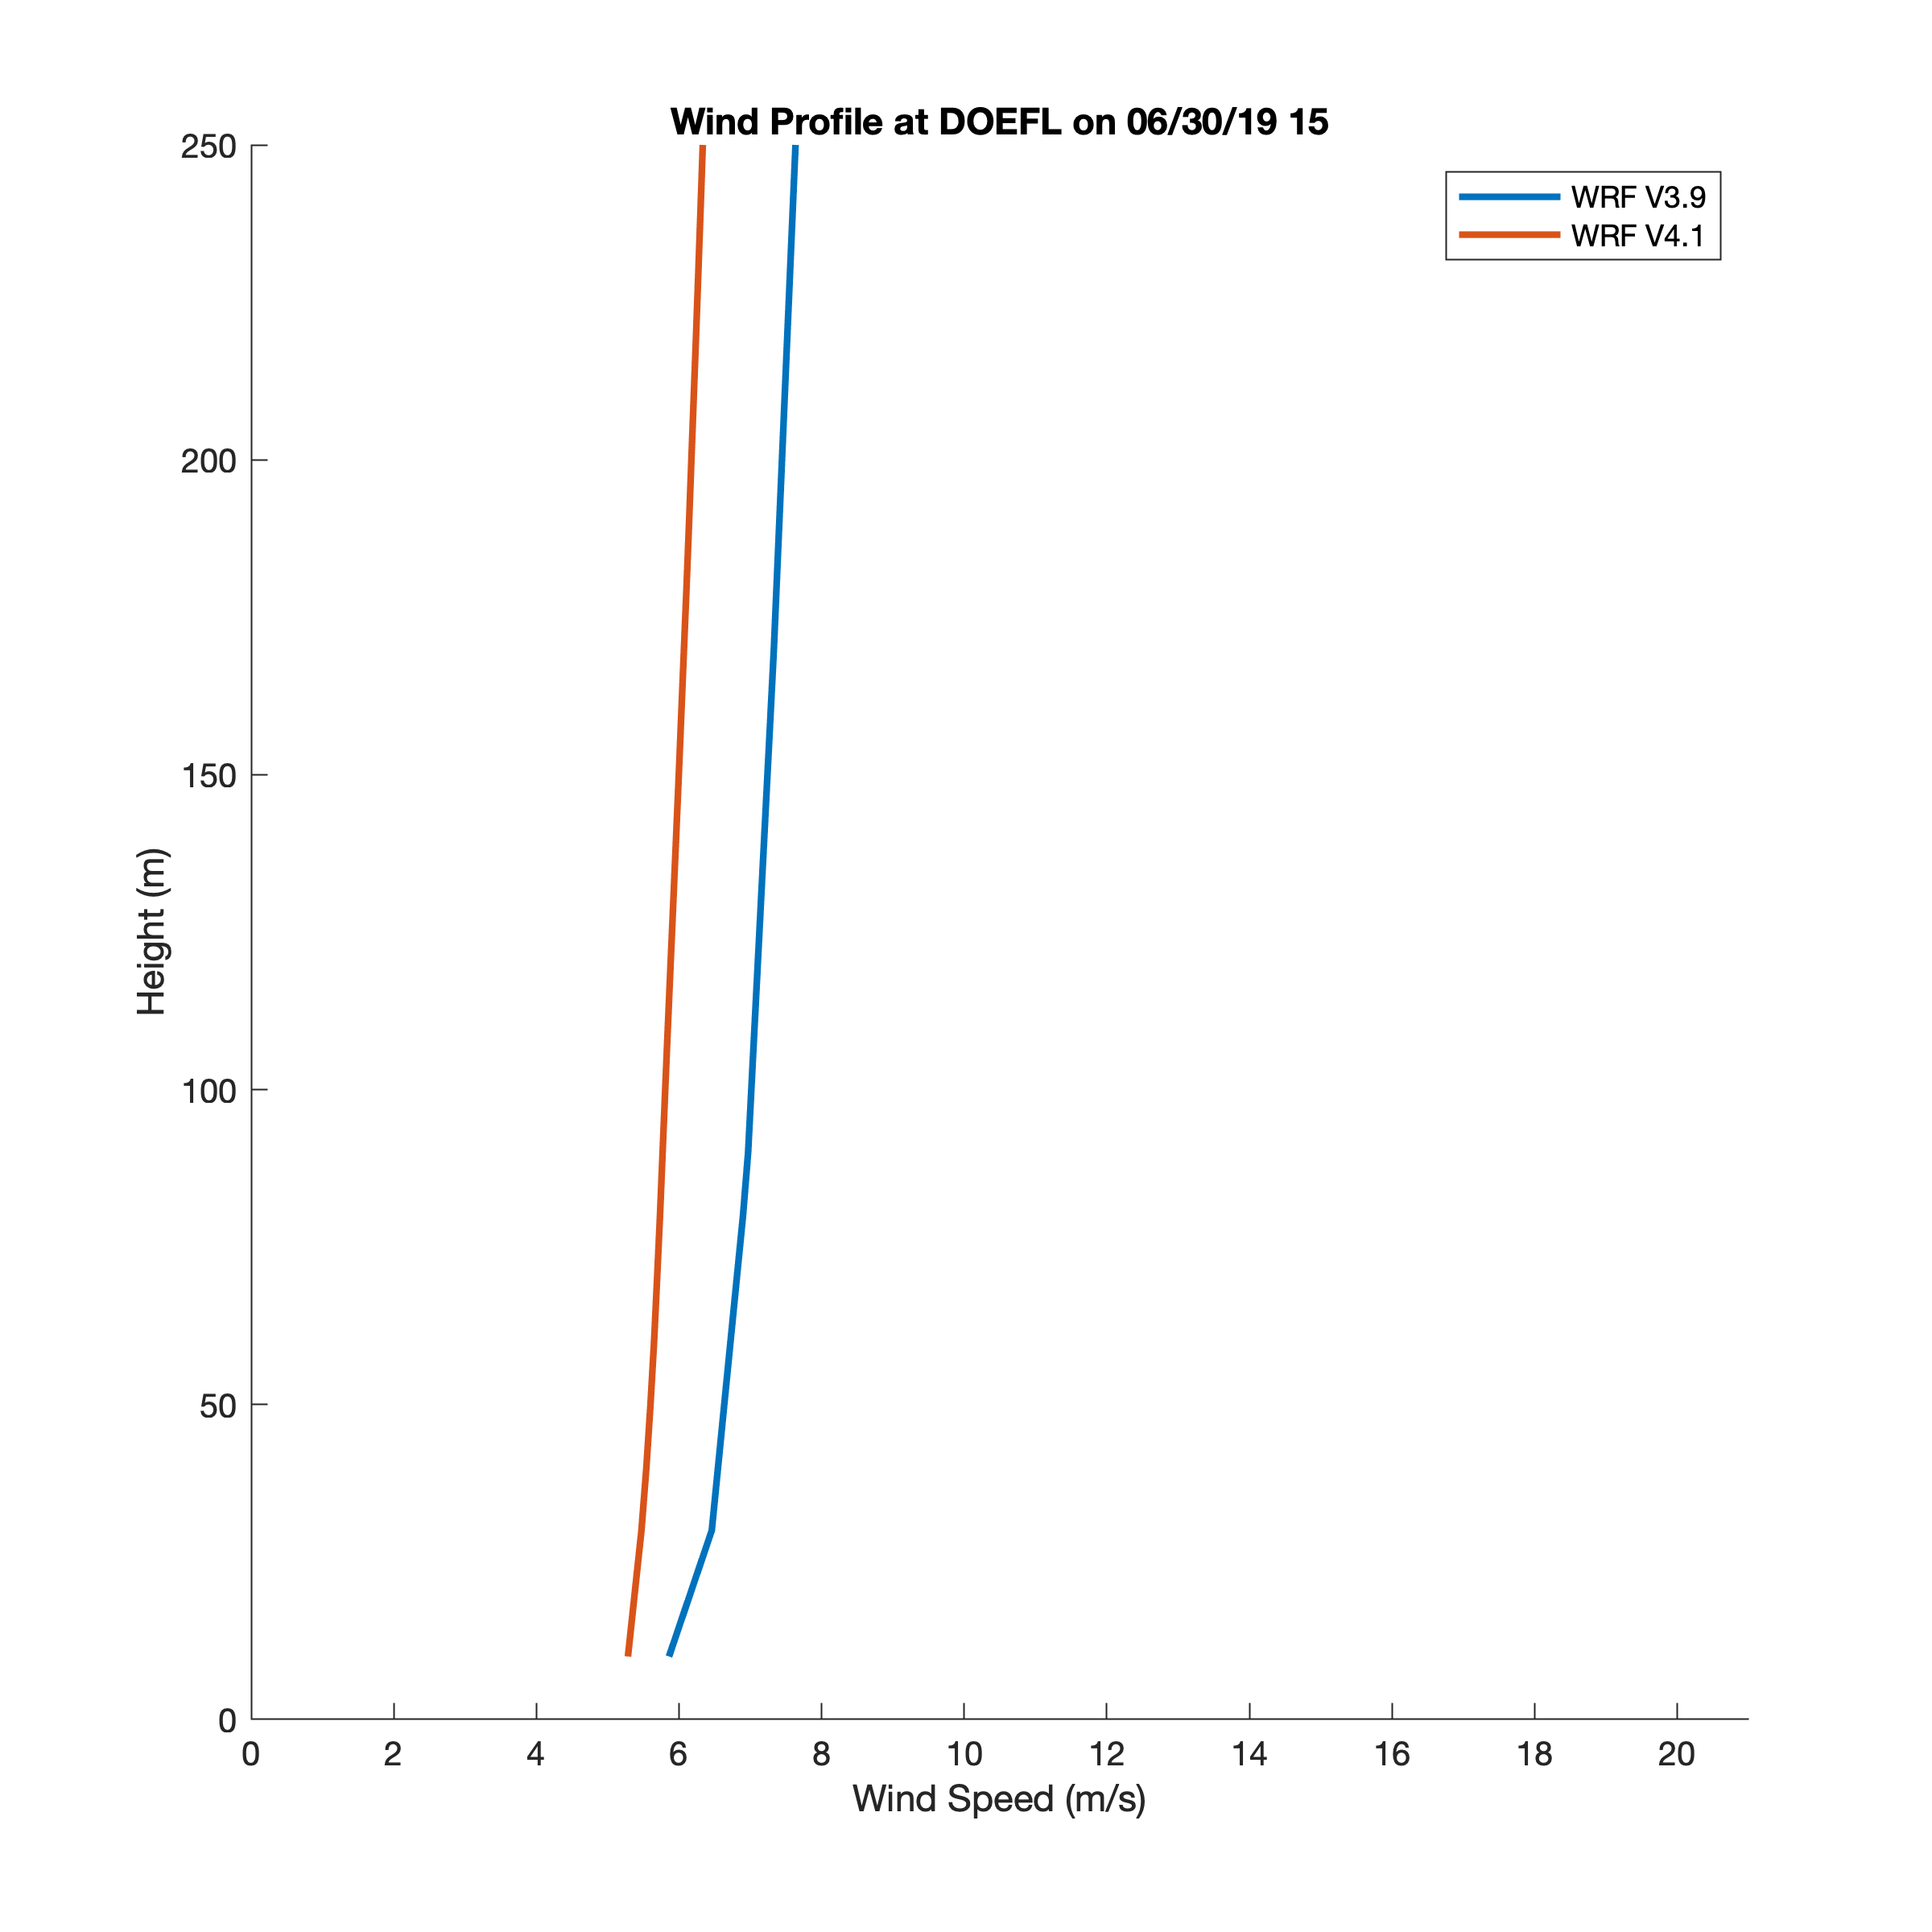 Wind Profile at DOEFL on 06/30/19 15
250
200
150
100
50
0
Height (m)
WRF V3.9
WRF V4.1
0 2 4 6 8 10 12 14 16 18 20
Wind Speed (m/s)